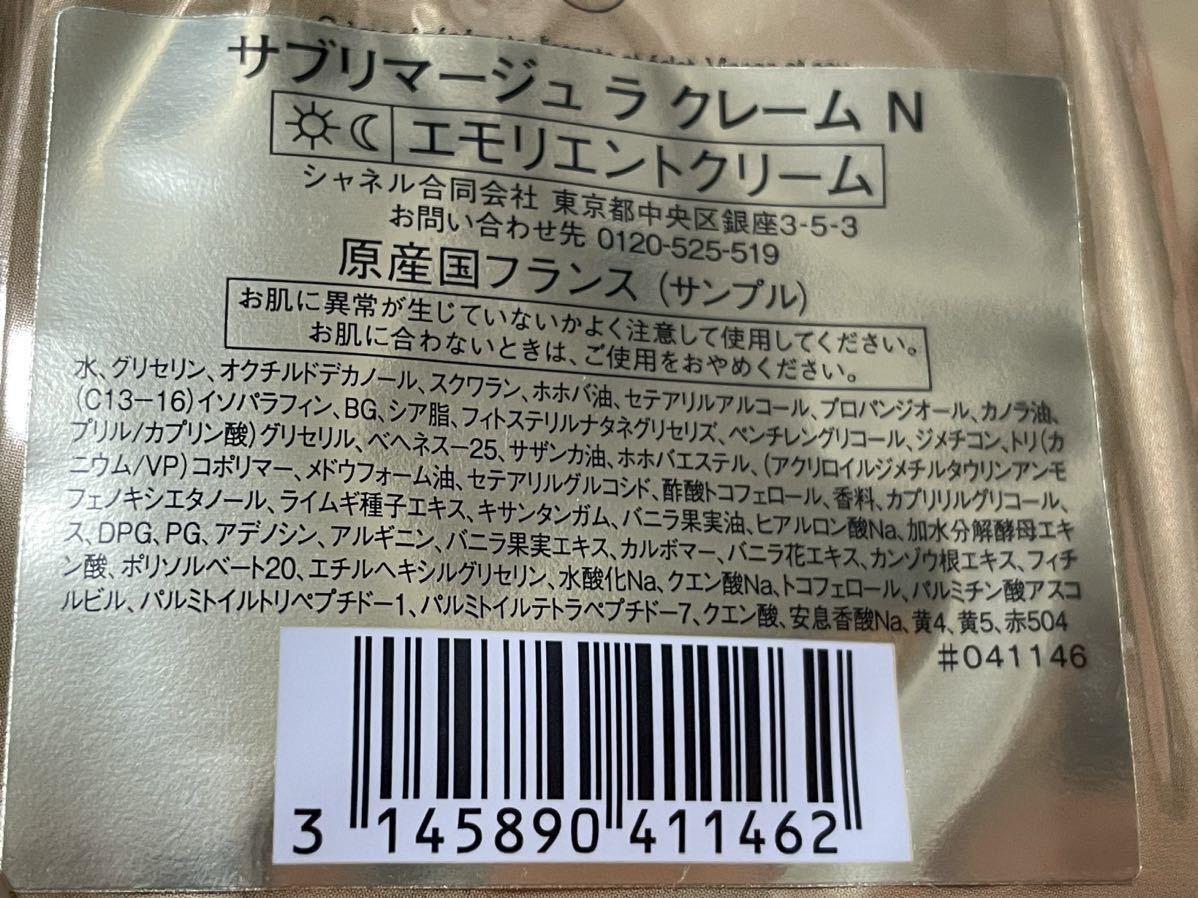 サブリマージュ ラ クレーム N
エモリエントクリーム
シャネル合同会社 東京都中央区銀座3-5-3
お問い合わせ先 0120-525-519
原産国フランス (サンプル)
お肌に異常が生じていないかよく注意して使用してください。
お肌に合わないときは、ご使用をおやめください。
水、グリセリン、オクチルドデカノール、スクワラン、ホホバ油、セテアリルアルコール、プロパンジオール、カノラ油、
(C13-16)イソパラフィン、BG、シア脂、フィトステリルナタネグリセリズ、ペンチレングリコール、ジメチコン、トリ(カ
プリル/カプリン酸)グリセリル、ベヘネス-25、サザンカ油、ホホバエステル、(アクリロイルジメチルタウリンアンモ
ニウム/VP)コポリマー、メドウフォーム油、セテアリルグルコシド、酢酸トコフェロール、香料、カプリリルグリコール、
フェノキシエタノール、ライムギ種子エキス、キサンタンガム、バニラ果実油、ヒアルロン酸Na、加水分解酵母エキ
ス、DPG、PG、アデノシン、アルギニン、バニラ果実エキス、カルボマー、バニラ花エキス、カンゾウ根エキス、フィチ
ン酸、ポリソルベート20、エチルヘキシルグリセリン、水酸化Na、クエン酸Na、トコフェロール、パルミチン酸アスコ
ルビル、パルミトイルトリペプチド-1、パルミトイルテトラペプチド-7、クエン酸、安息香酸Na、黄4、黄5、赤504
#041146
3 145890 411462